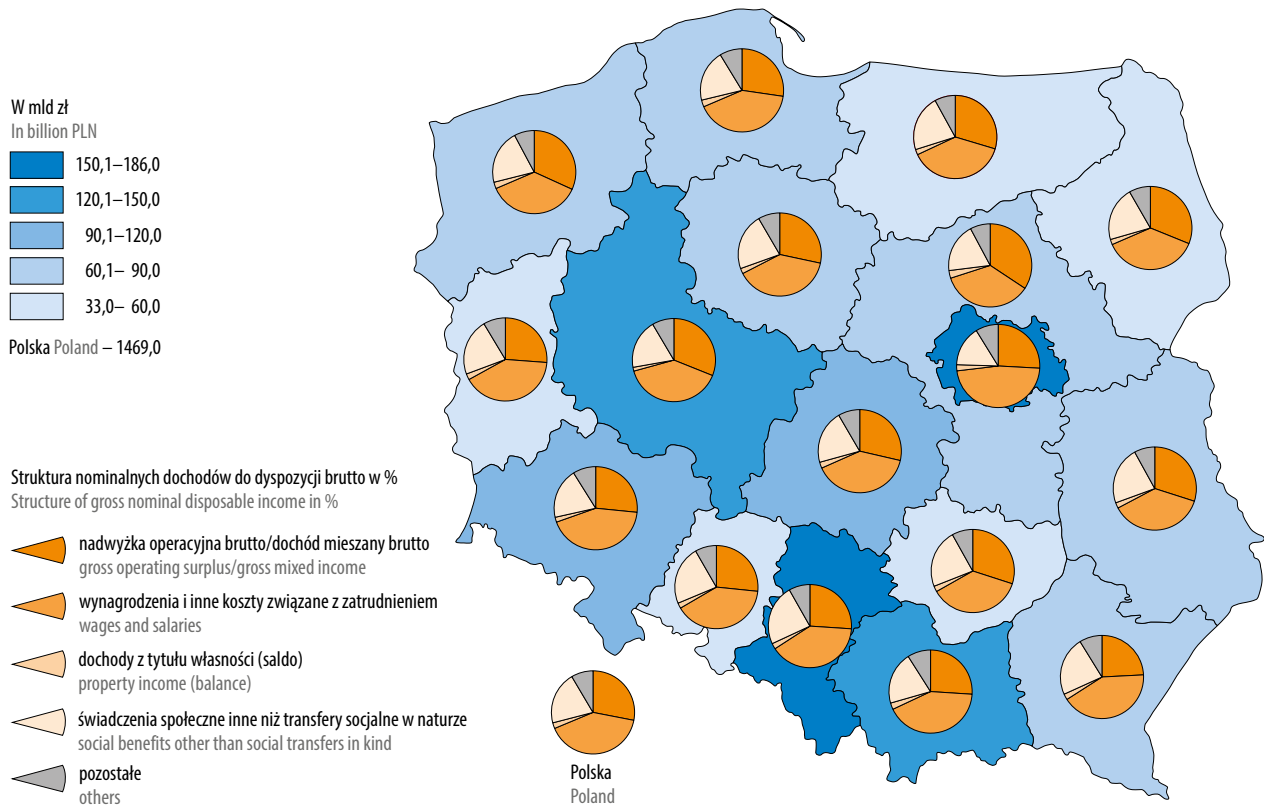 W mld zł
In billion PLN
150,1–186,0
120,1–150,0
90,1–120,0
60,1– 90,0
33,0– 60,0
Polska Poland – 1469,0
Struktura nominalnych dochodów do dyspozycji brutto w %
Structure of gross nominal disposable income in %
nadwyżka operacyjna brutto/dochód mieszany brutto
gross operating surplus/gross mixed income
wynagrodzenia i inne koszty związane z zatrudnieniem
wages and salaries
dochody z tytułu własności (saldo)
property income (balance)
świadczenia społeczne inne niż transfery socjalne w naturze
social benefits other than social transfers in kind
pozostałe
others
Polska
Poland